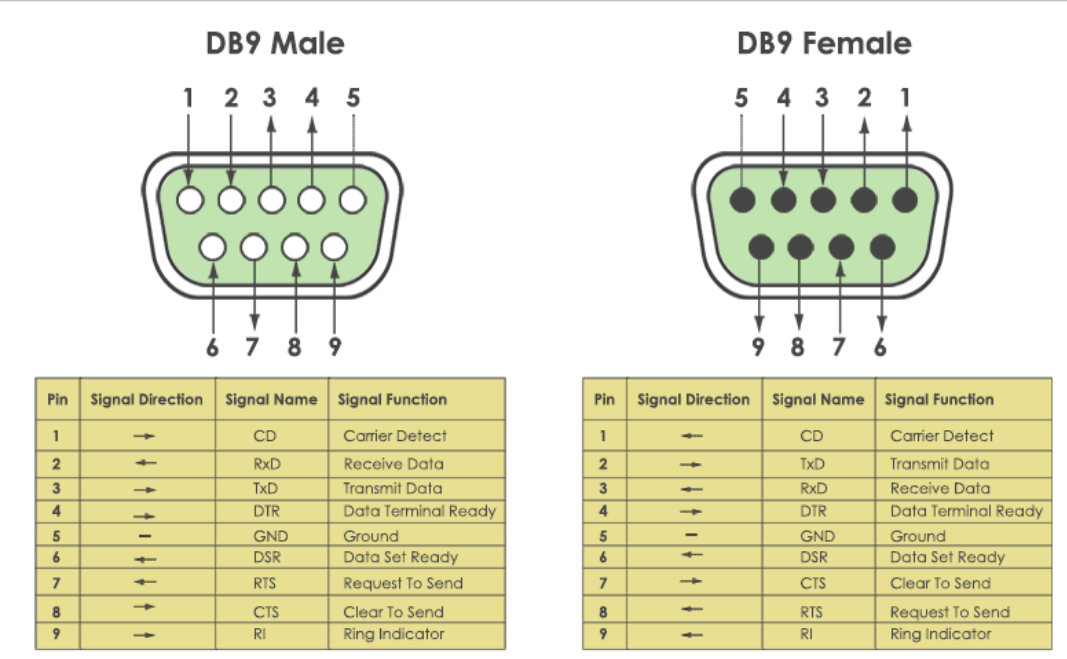 DB9 Male
1 2 3 4 5
6 7 8 9
Pin Signal Direction Signal Name Signal Function
1 → CD Carrier Detect
2 ← RxD Receive Data
3 → TxD Transmit Data
4 → DTR Data Terminal Ready
5 – GND Ground
6 ← DSR Data Set Ready
7 ← RTS Request To Send
8 → CTS Clear To Send
9 → RI Ring Indicator
DB9 Female
5 4 3 2 1
9 8 7 6
Pin Signal Direction Signal Name Signal Function
1 ← CD Carrier Detect
2 → TxD Transmit Data
3 ← RxD Receive Data
4 → DTR Data Terminal Ready
5 – GND Ground
6 ← DSR Data Set Ready
7 → CTS Clear To Send
8 ← RTS Request To Send
9 ← RI Ring Indicator